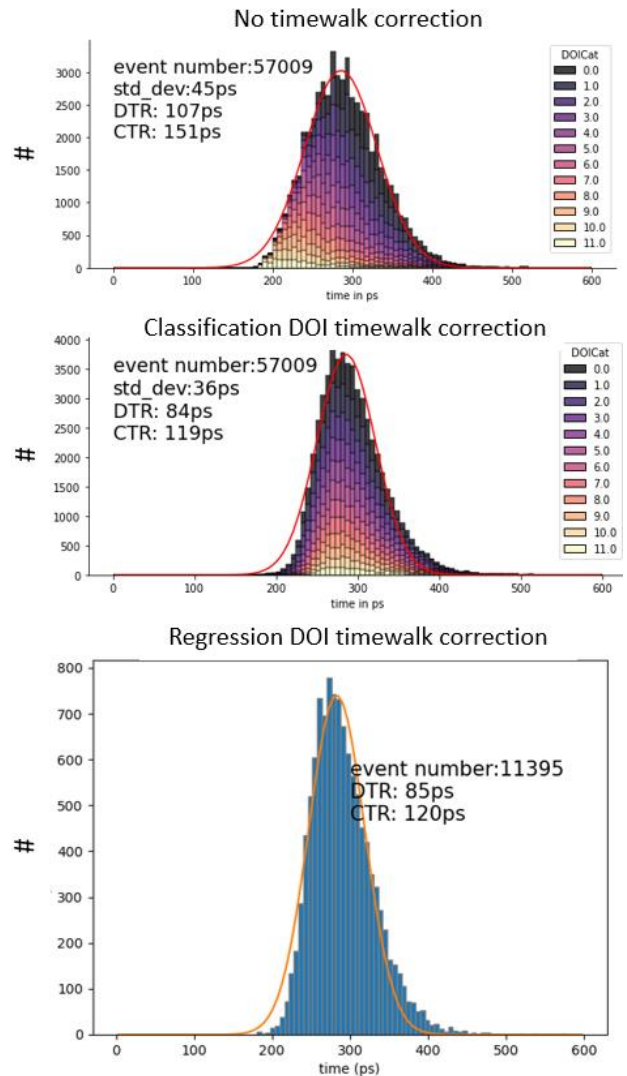 No timewalk correction
event number:57009
std_dev:45ps
DTR: 107ps
CTR: 151ps
#
3000
2500
2000
1500
1000
500
0
0 100 200 300 400 500 600
time in ps
DOICat
0.0
1.0
2.0
3.0
4.0
5.0
6.0
7.0
8.0
9.0
10.0
11.0
Classification DOI timewalk correction
event number:57009
std_dev:36ps
DTR: 84ps
CTR: 119ps
#
4000
3500
3000
2500
2000
1500
1000
500
0
0 100 200 300 400 500 600
time in ps
DOICat
0.0
1.0
2.0
3.0
4.0
5.0
6.0
7.0
8.0
9.0
10.0
11.0
Regression DOI timewalk correction
event number:11395
DTR: 85ps
CTR: 120ps
#
800
700
600
500
400
300
200
100
0
0 100 200 300 400 500 600
time (ps)